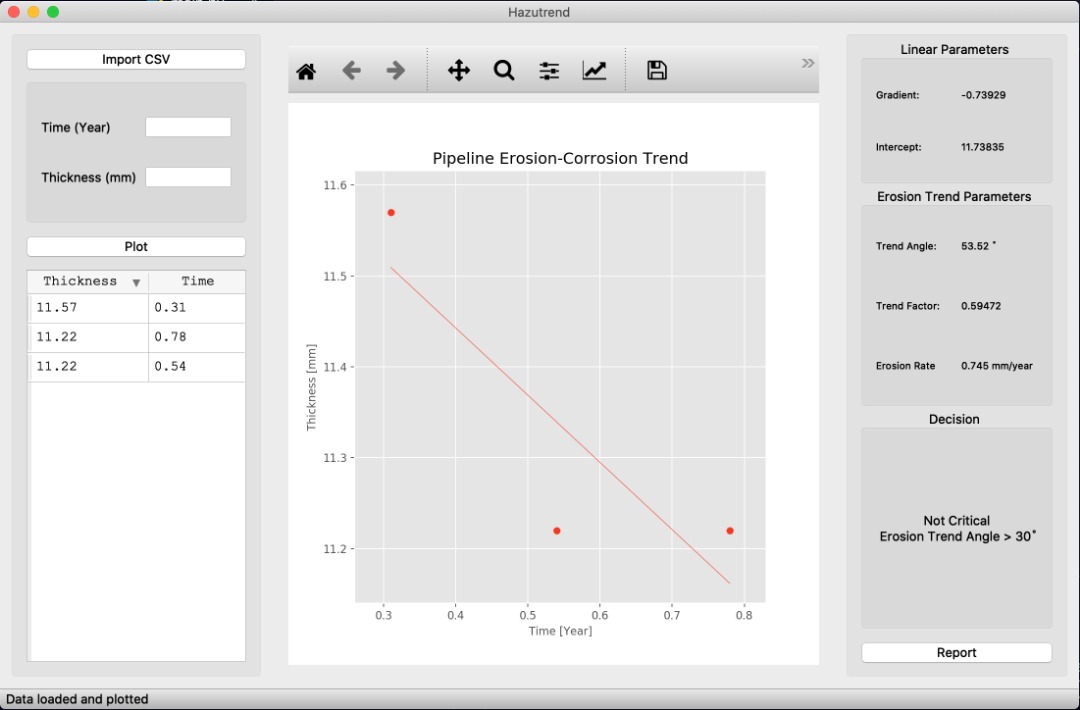 Hazutrend
Import CSV
Time (Year)
Thickness (mm)
Plot
Thickness ▼ Time
11.57 0.31
11.22 0.78
11.22 0.54
»
Pipeline Erosion-Corrosion Trend
11.6
11.5
11.4
11.3
11.2
Thickness [mm]
0.3 0.4 0.5 0.6 0.7 0.8
Time [Year]
Linear Parameters
Gradient: -0.73929
Intercept: 11.73835
Erosion Trend Parameters
Trend Angle: 53.52 °
Trend Factor: 0.59472
Erosion Rate 0.745 mm/year
Decision
Not Critical
Erosion Trend Angle > 30°
Report
Data loaded and plotted